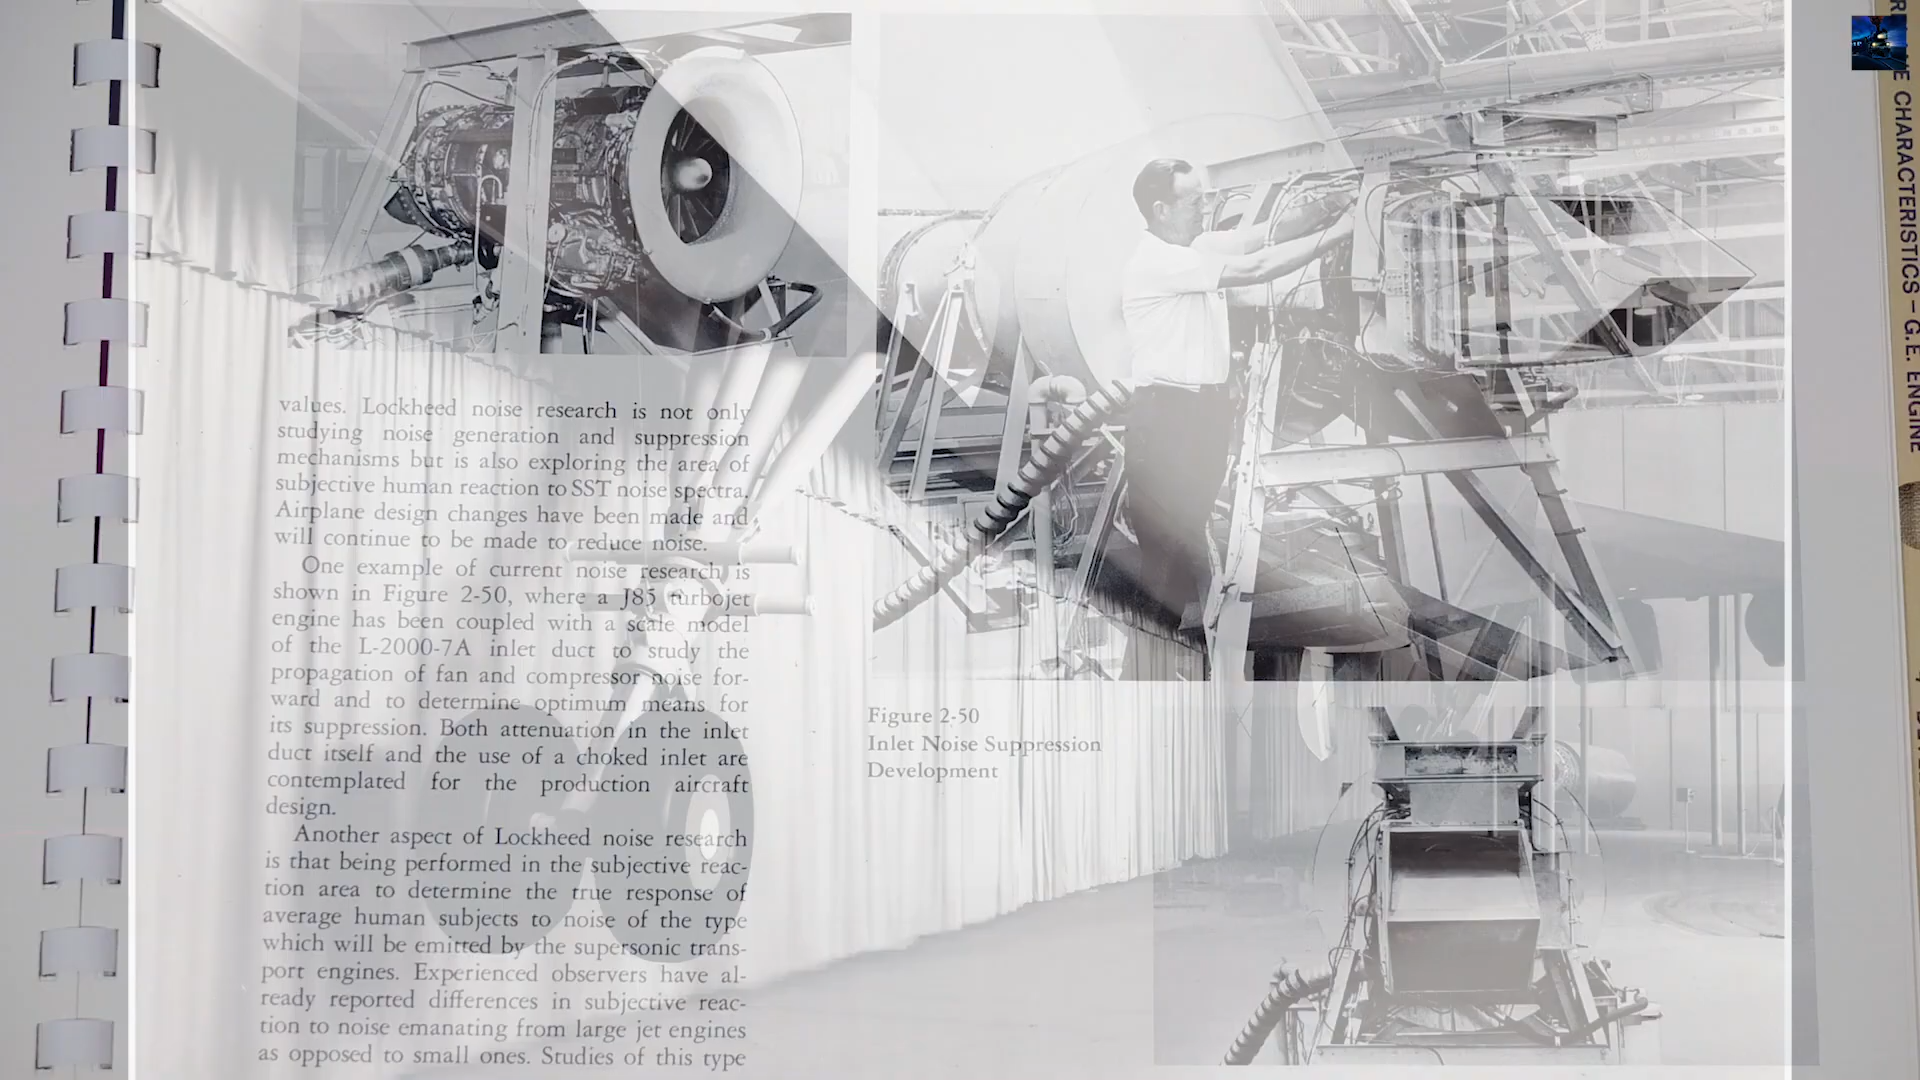 values. Lockheed noise research is not only
studying noise generation and suppression
mechanisms but is also exploring the area of
subjective human reaction to SST noise spectra.
Airplane design changes have been made and
will continue to be made to reduce noise.
One example of current noise research is
shown in Figure 2-50, where a J85 turbojet
engine has been coupled with a scale model
of the L-2000-7A inlet duct to study the
propagation of fan and compressor noise for-
ward and to determine optimum means for
its suppression. Both attenuation in the inlet
duct itself and the use of a choked inlet are
contemplated for the production aircraft
design.
Another aspect of Lockheed noise research
is that being performed in the subjective reac-
tion area to determine the true response of
average human subjects to noise of the type
which will be emitted by the supersonic trans-
port engines. Experienced observers have al-
ready reported differences in subjective reac-
tion to noise emanating from large jet engines
as opposed to small ones. Studies of this type
Figure 2-50
Inlet Noise Suppression
Development
CHARACTERISTICS – G.E. ENGINE